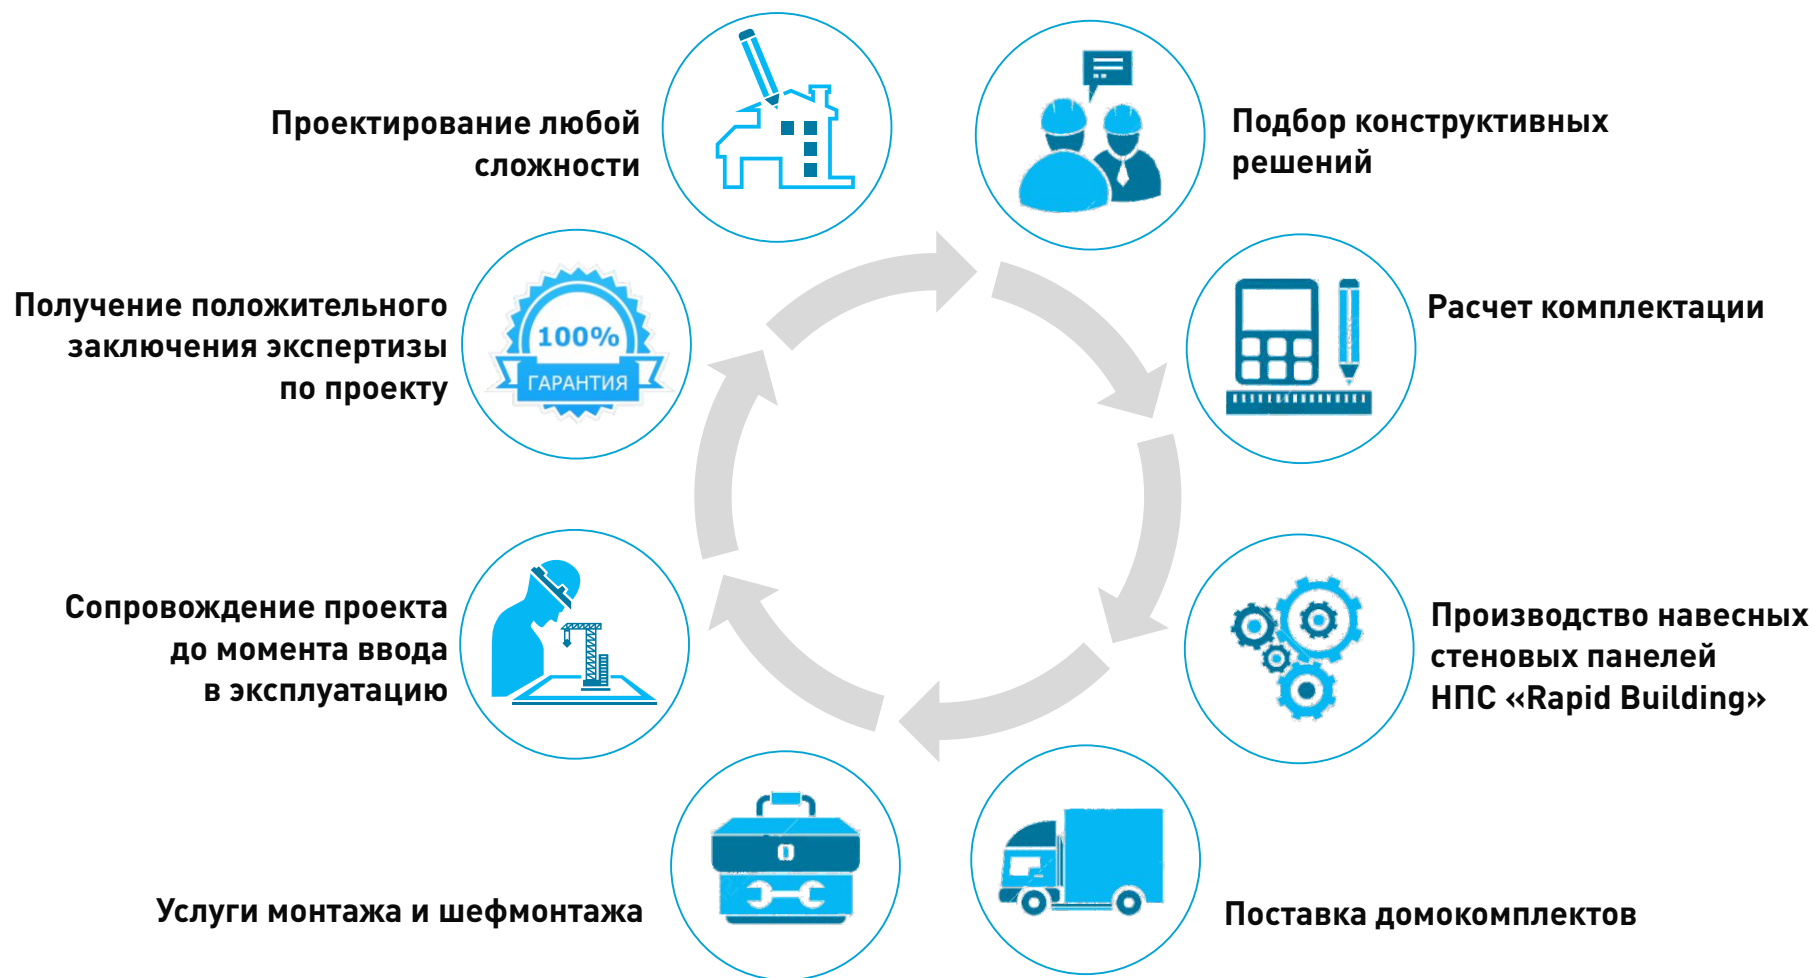 Проектирование любой
сложности
Подбор конструктивных
решений
Получение положительного
заключения экспертизы
по проекту
100%
ГАРАНТИЯ
Расчет комплектации
Сопровождение проекта
до момента ввода
в эксплуатацию
Производство навесных
стеновых панелей
НПС «Rapid Building»
Услуги монтажа и шефмонтажа
Поставка домокомплектов